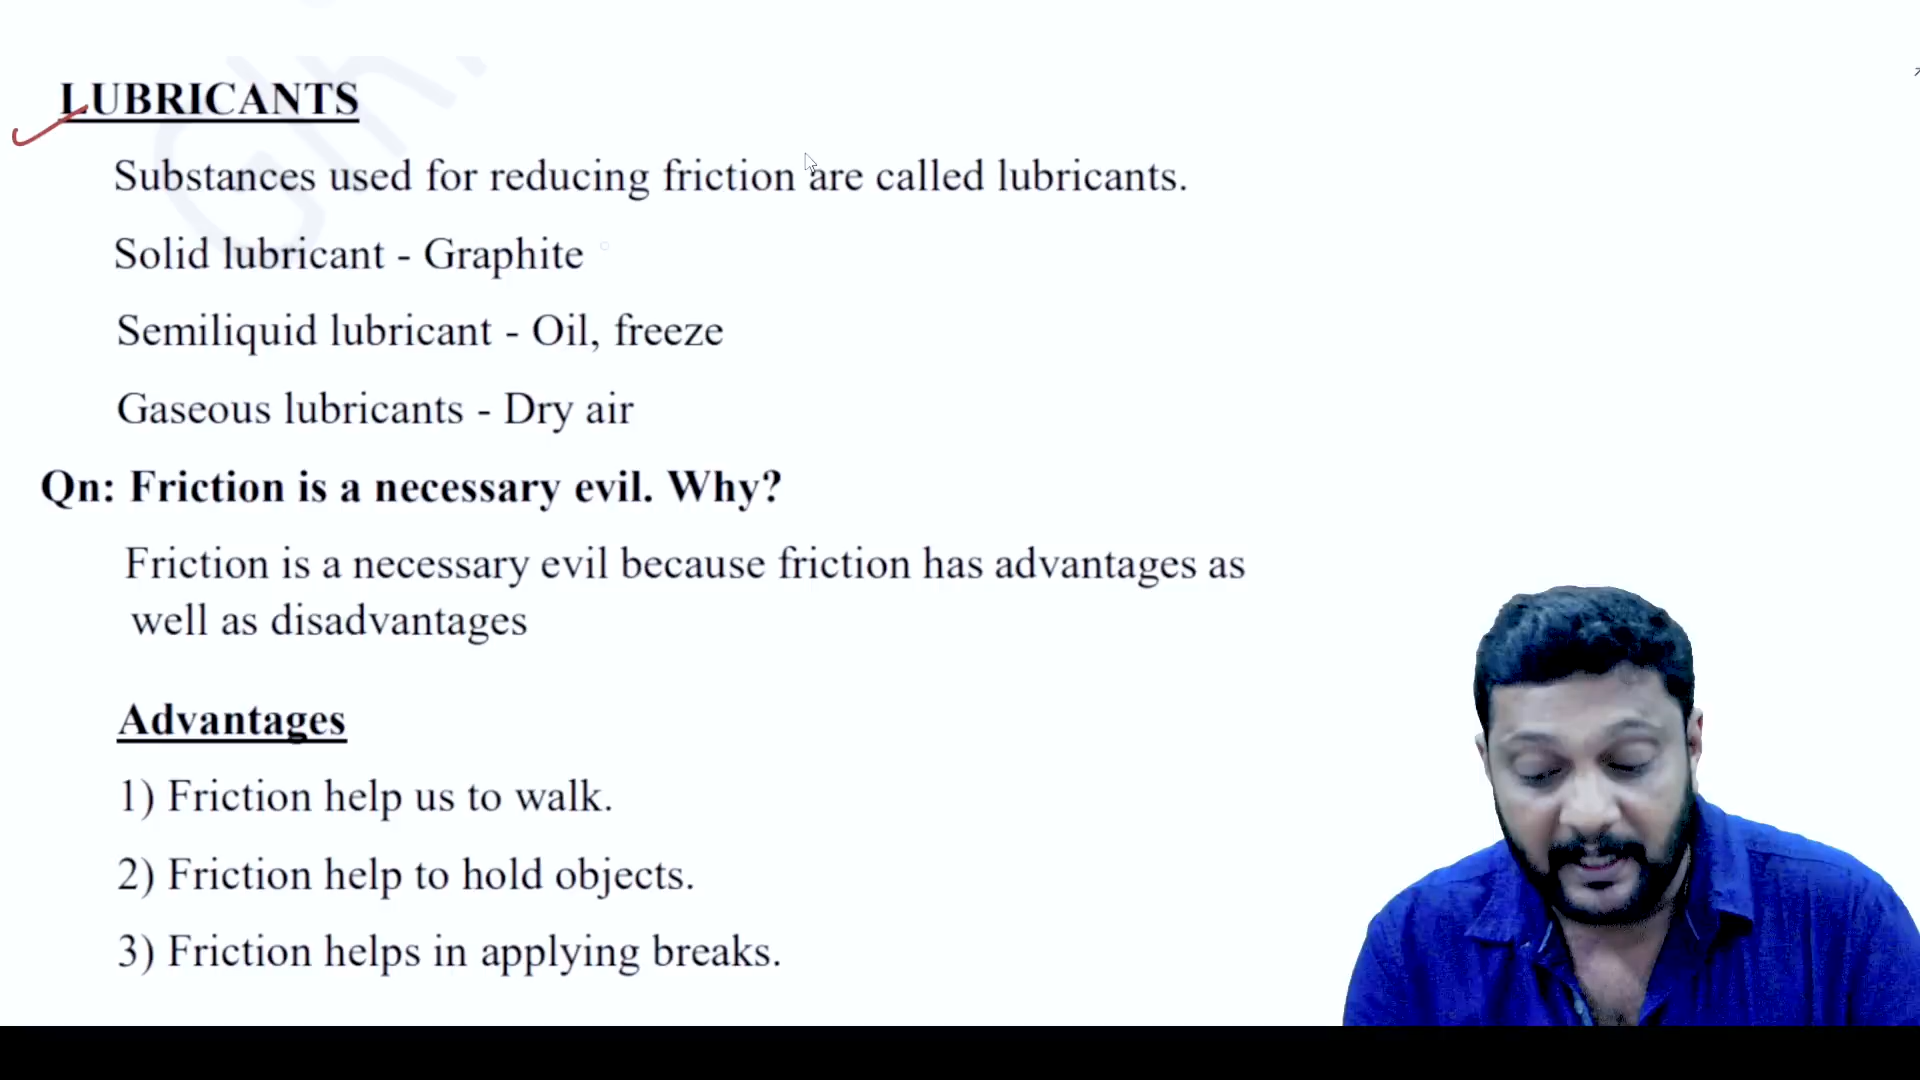 LUBRICANTS
Substances used for reducing friction are called lubricants.
Solid lubricant - Graphite
Semiliquid lubricant - Oil, freeze
Gaseous lubricants - Dry air
Qn: Friction is a necessary evil. Why?
Friction is a necessary evil because friction has advantages as
well as disadvantages
Advantages
1) Friction help us to walk.
2) Friction help to hold objects.
3) Friction helps in applying breaks.